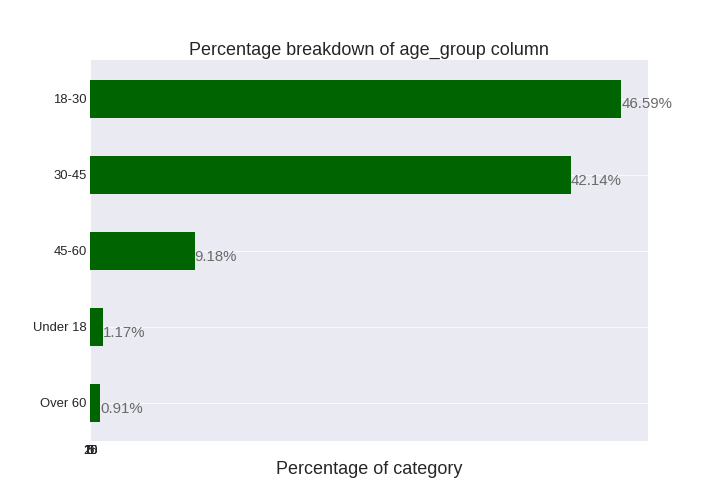 Percentage breakdown of age_group column
18-30
46.59%
30-45
42.14%
45-60
9.18%
Under 18
1.17%
Over 60
0.91%
Percentage of category